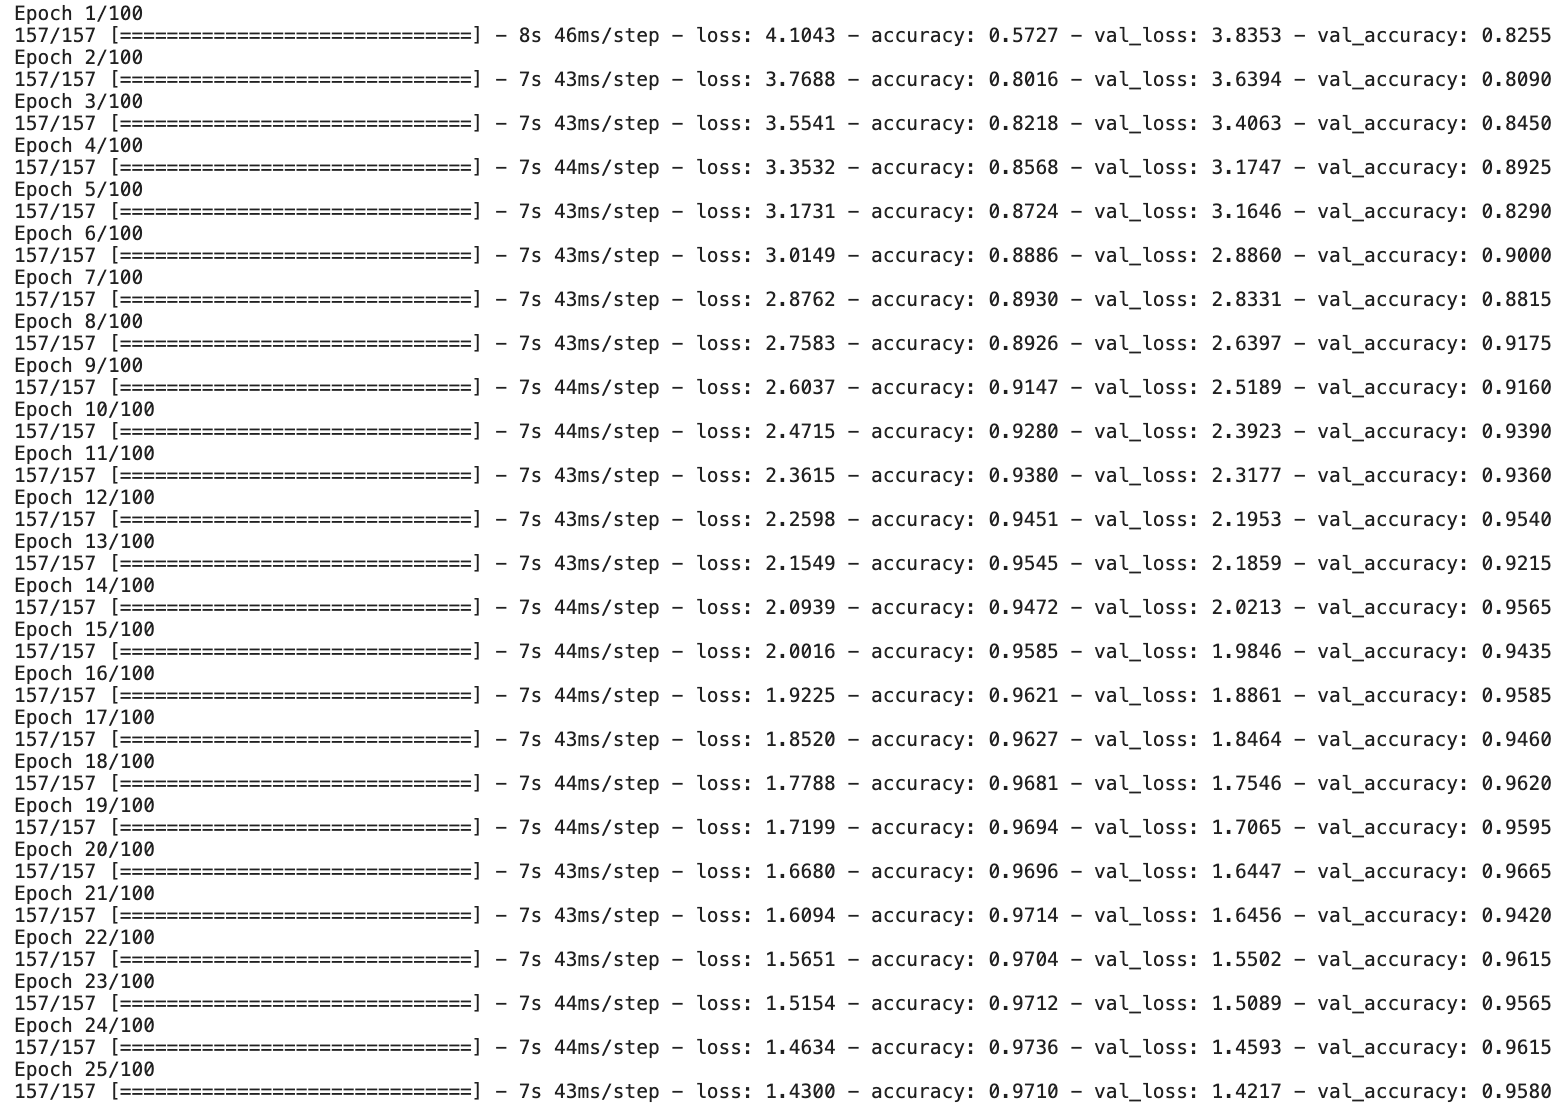 Epoch 1/100
157/157 [==============================] - 8s 46ms/step - loss: 4.1043 - accuracy: 0.5727 - val_loss: 3.8353 - val_accuracy: 0.8255
Epoch 2/100
157/157 [==============================] - 7s 43ms/step - loss: 3.7688 - accuracy: 0.8016 - val_loss: 3.6394 - val_accuracy: 0.8090
Epoch 3/100
157/157 [==============================] - 7s 43ms/step - loss: 3.5541 - accuracy: 0.8218 - val_loss: 3.4063 - val_accuracy: 0.8450
Epoch 4/100
157/157 [==============================] - 7s 44ms/step - loss: 3.3532 - accuracy: 0.8568 - val_loss: 3.1747 - val_accuracy: 0.8925
Epoch 5/100
157/157 [==============================] - 7s 43ms/step - loss: 3.1731 - accuracy: 0.8724 - val_loss: 3.1646 - val_accuracy: 0.8290
Epoch 6/100
157/157 [==============================] - 7s 43ms/step - loss: 3.0149 - accuracy: 0.8886 - val_loss: 2.8860 - val_accuracy: 0.9000
Epoch 7/100
157/157 [==============================] - 7s 43ms/step - loss: 2.8762 - accuracy: 0.8930 - val_loss: 2.8331 - val_accuracy: 0.8815
Epoch 8/100
157/157 [==============================] - 7s 43ms/step - loss: 2.7583 - accuracy: 0.8926 - val_loss: 2.6397 - val_accuracy: 0.9175
Epoch 9/100
157/157 [==============================] - 7s 44ms/step - loss: 2.6037 - accuracy: 0.9147 - val_loss: 2.5189 - val_accuracy: 0.9160
Epoch 10/100
157/157 [==============================] - 7s 44ms/step - loss: 2.4715 - accuracy: 0.9280 - val_loss: 2.3923 - val_accuracy: 0.9390
Epoch 11/100
157/157 [==============================] - 7s 43ms/step - loss: 2.3615 - accuracy: 0.9380 - val_loss: 2.3177 - val_accuracy: 0.9360
Epoch 12/100
157/157 [==============================] - 7s 43ms/step - loss: 2.2598 - accuracy: 0.9451 - val_loss: 2.1953 - val_accuracy: 0.9540
Epoch 13/100
157/157 [==============================] - 7s 43ms/step - loss: 2.1549 - accuracy: 0.9545 - val_loss: 2.1859 - val_accuracy: 0.9215
Epoch 14/100
157/157 [==============================] - 7s 44ms/step - loss: 2.0939 - accuracy: 0.9472 - val_loss: 2.0213 - val_accuracy: 0.9565
Epoch 15/100
157/157 [==============================] - 7s 44ms/step - loss: 2.0016 - accuracy: 0.9585 - val_loss: 1.9846 - val_accuracy: 0.9435
Epoch 16/100
157/157 [==============================] - 7s 44ms/step - loss: 1.9225 - accuracy: 0.9621 - val_loss: 1.8861 - val_accuracy: 0.9585
Epoch 17/100
157/157 [==============================] - 7s 43ms/step - loss: 1.8520 - accuracy: 0.9627 - val_loss: 1.8464 - val_accuracy: 0.9460
Epoch 18/100
157/157 [==============================] - 7s 44ms/step - loss: 1.7788 - accuracy: 0.9681 - val_loss: 1.7546 - val_accuracy: 0.9620
Epoch 19/100
157/157 [==============================] - 7s 44ms/step - loss: 1.7199 - accuracy: 0.9694 - val_loss: 1.7065 - val_accuracy: 0.9595
Epoch 20/100
157/157 [==============================] - 7s 43ms/step - loss: 1.6680 - accuracy: 0.9696 - val_loss: 1.6447 - val_accuracy: 0.9665
Epoch 21/100
157/157 [==============================] - 7s 43ms/step - loss: 1.6094 - accuracy: 0.9714 - val_loss: 1.6456 - val_accuracy: 0.9420
Epoch 22/100
157/157 [==============================] - 7s 43ms/step - loss: 1.5651 - accuracy: 0.9704 - val_loss: 1.5502 - val_accuracy: 0.9615
Epoch 23/100
157/157 [==============================] - 7s 44ms/step - loss: 1.5154 - accuracy: 0.9712 - val_loss: 1.5089 - val_accuracy: 0.9565
Epoch 24/100
157/157 [==============================] - 7s 44ms/step - loss: 1.4634 - accuracy: 0.9736 - val_loss: 1.4593 - val_accuracy: 0.9615
Epoch 25/100
157/157 [==============================] - 7s 43ms/step - loss: 1.4300 - accuracy: 0.9710 - val_loss: 1.4217 - val_accuracy: 0.9580